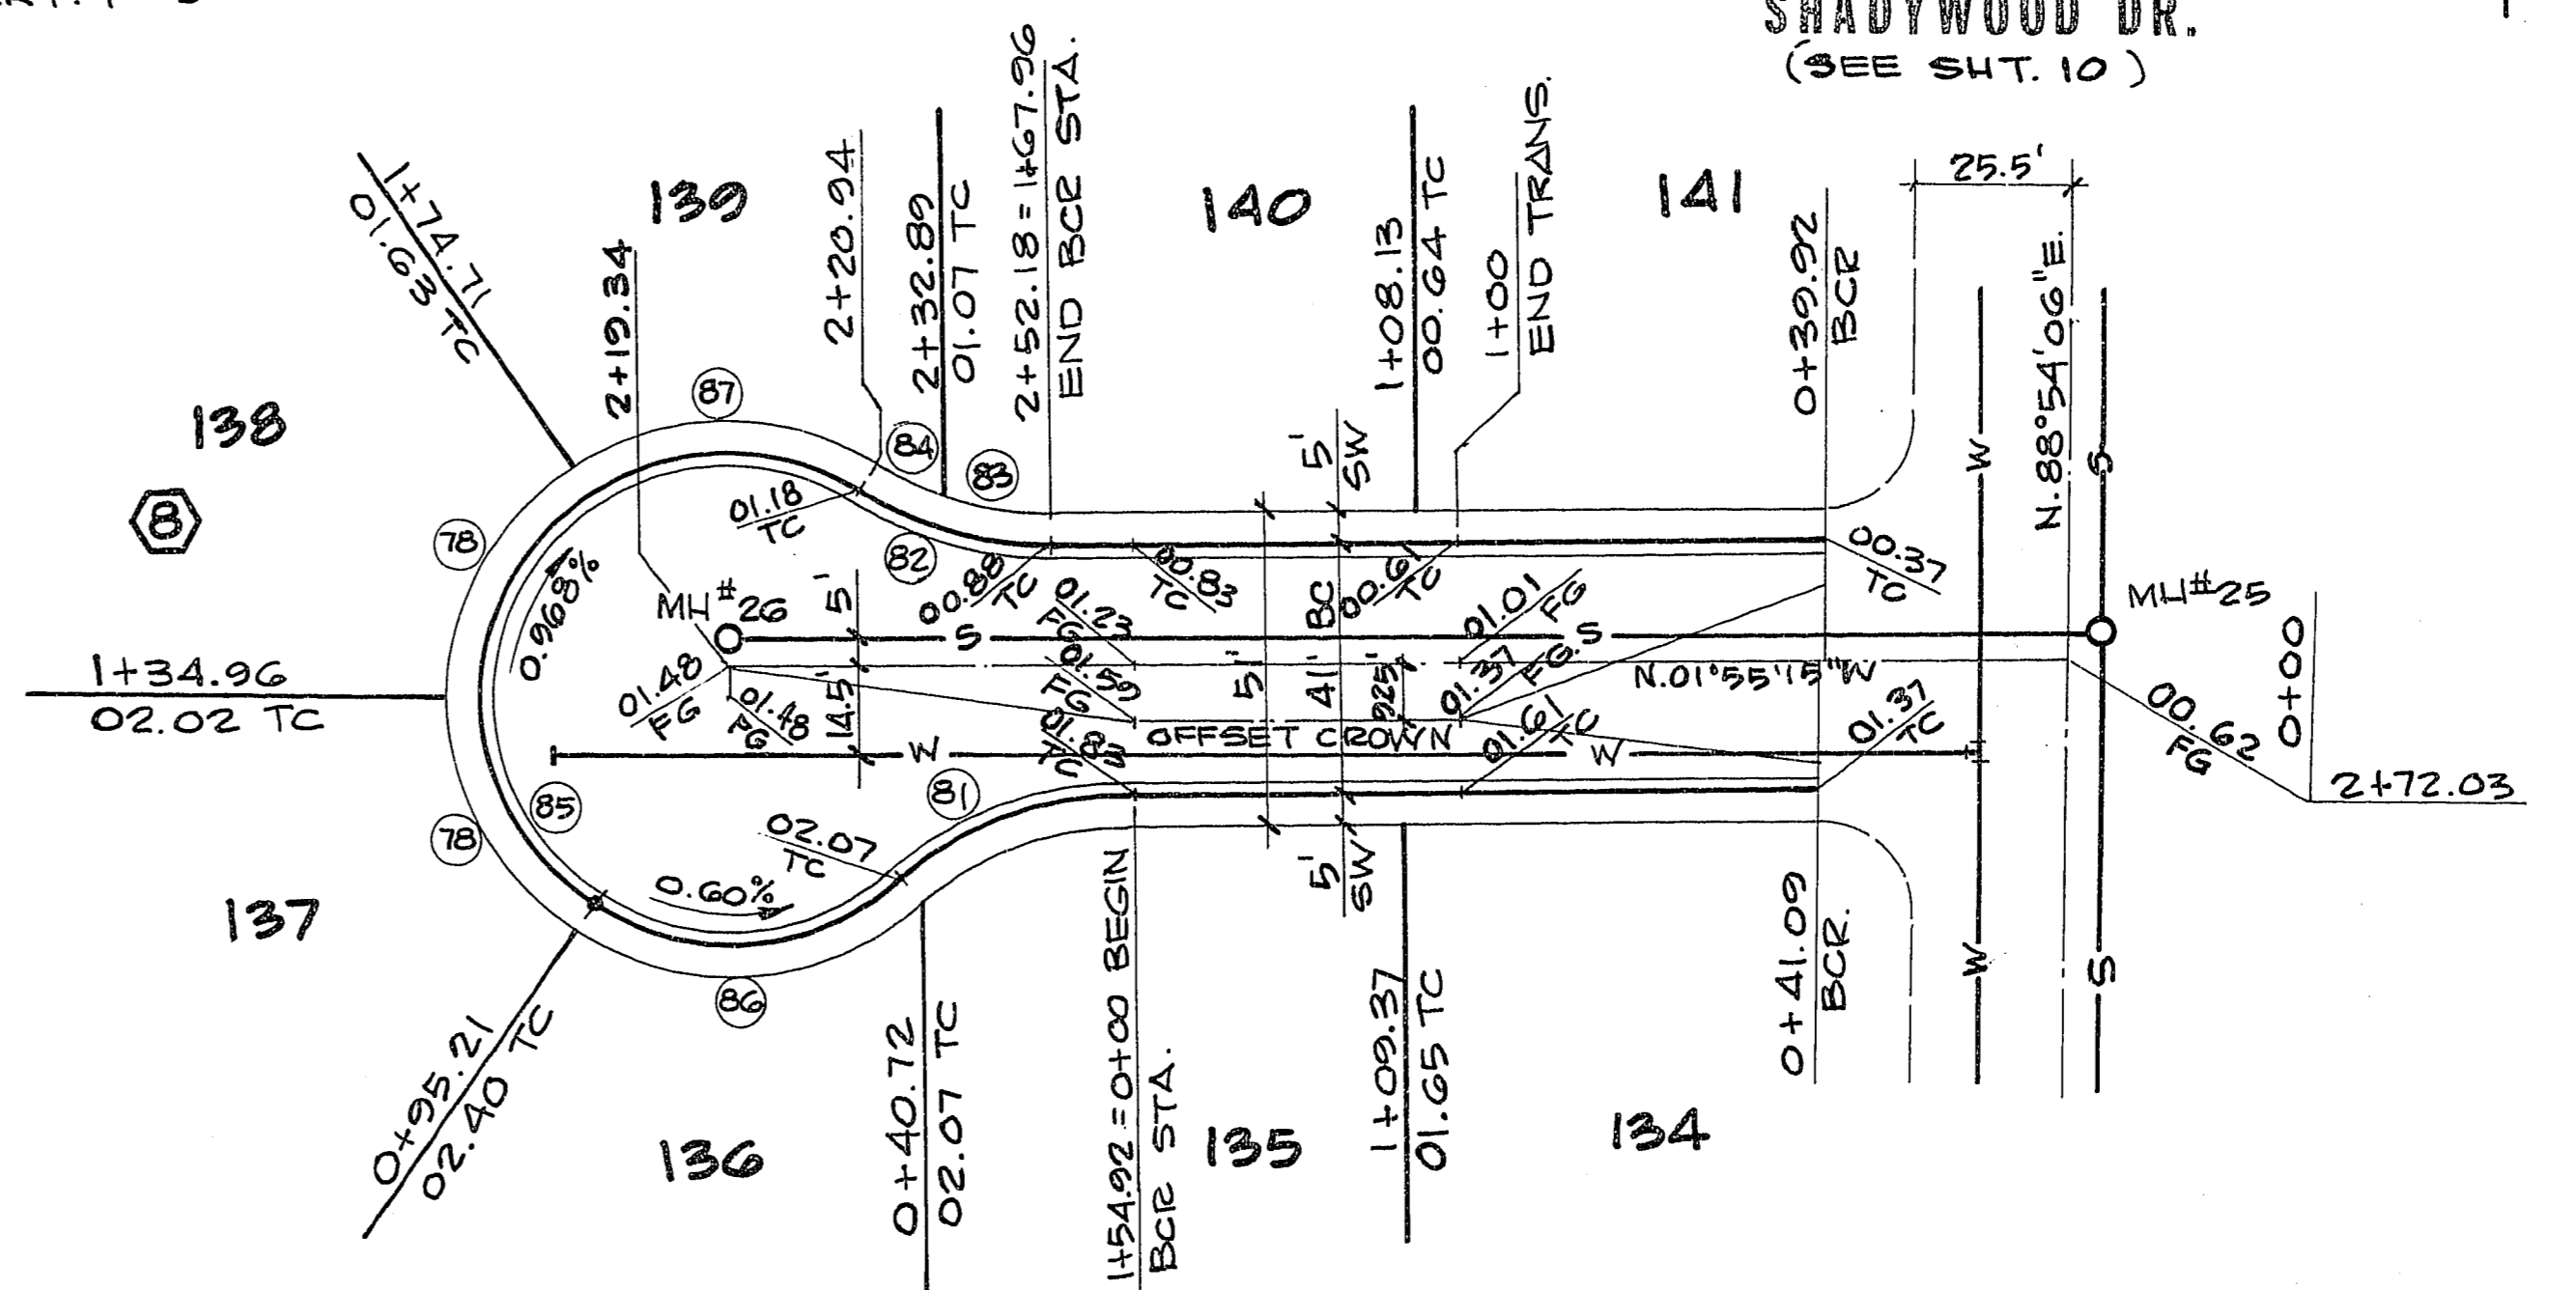 SHADYWOOD DR.
(SEE SHT. 10)
1+74.71
01.63 TC
139
2+19.34
2+20.94
2+32.89
01.07 TC
2+52.18=1+67.96
END BCR STA.
140
1+08.13
00.64 TC
1+00
END TRANS.
141
0+39.92
BCR
25.5'
N.88°54'06"E.
138
8
87
84
83
78
82
01.18
TC
0.968%
MH#26
5'
S
00.88
TC
01.23
FG
00.83
TC
5'
SW
BC
00.61
TC
01.01
FG
S
00.37
TC
W
S
MH#25
0+00
1+34.96
02.02 TC
01.48
FG
01.48
FG
14.5'
01.59
FG
51'
41'
9.25'
01.37
FG.S
N.01°55'15"W
01.37
TC
00.62
FG
2+72.03
01.83
TC
OFFSET CROWN
01.61
TC
W
W
85
81
78
02.07
TC
0.60%
137
86
5'
SW
0+95.21
02.40 TC
136
0+40.72
02.07 TC
1+54.92=0+00 BEGIN
BCR STA.
135
1+09.37
01.65 TC
134
0+41.09
BCR.
W
S